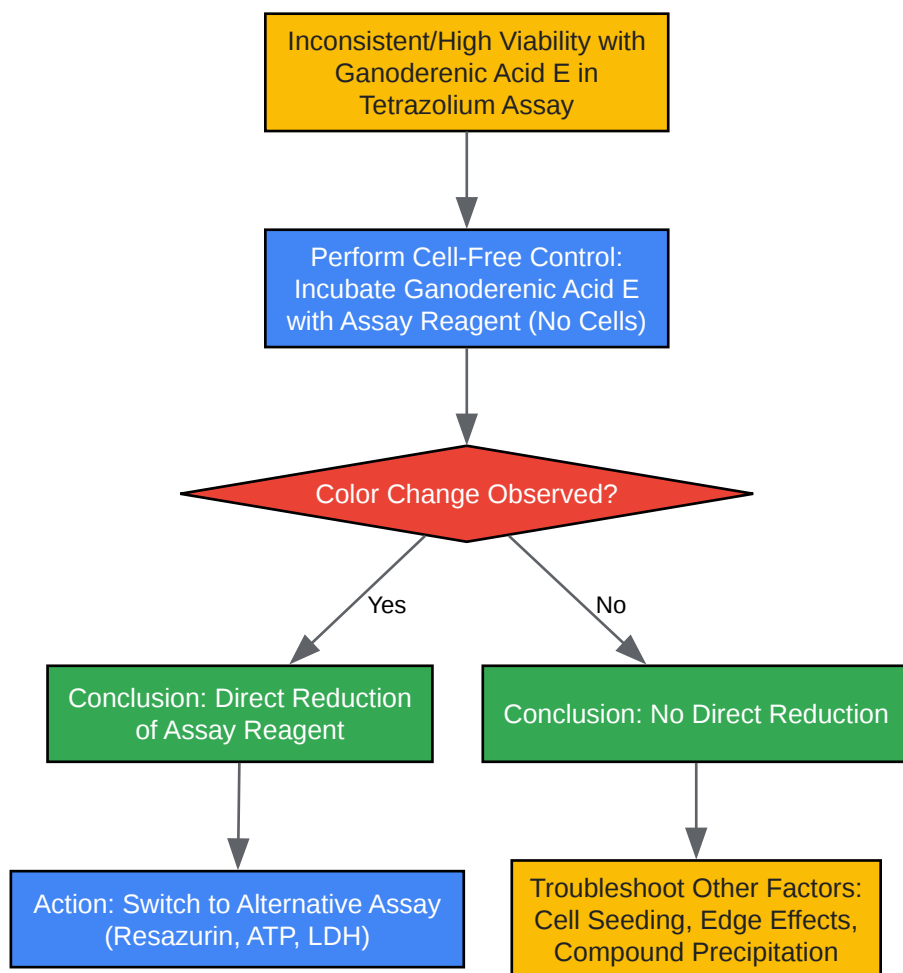 Inconsistent/High Viability with
Ganoderenic Acid E in
Tetrazolium Assay
Perform Cell-Free Control:
Incubate Ganoderenic Acid E
with Assay Reagent (No Cells)
Color Change Observed?
Yes
No
Conclusion: Direct Reduction
of Assay Reagent
Conclusion: No Direct Reduction
Action: Switch to Alternative Assay
(Resazurin, ATP, LDH)
Troubleshoot Other Factors:
Cell Seeding, Edge Effects,
Compound Precipitation